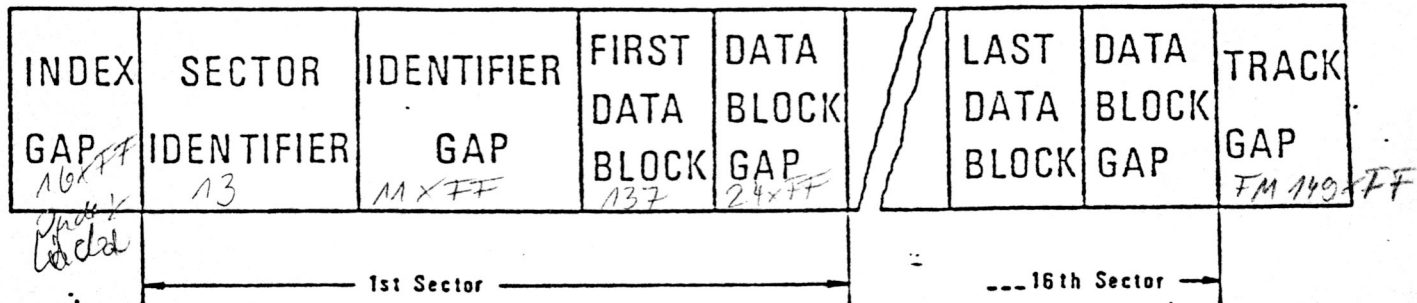 INDEX
GAP
16xFF
Index
SECTOR
IDENTIFIER
13
IDENTIFIER
GAP
11xFF
FIRST
DATA
BLOCK
137
DATA
BLOCK
GAP
24xFF
LAST
DATA
BLOCK
DATA
BLOCK
GAP
TRACK
GAP
FM 149xFF
1st Sector
16th Sector